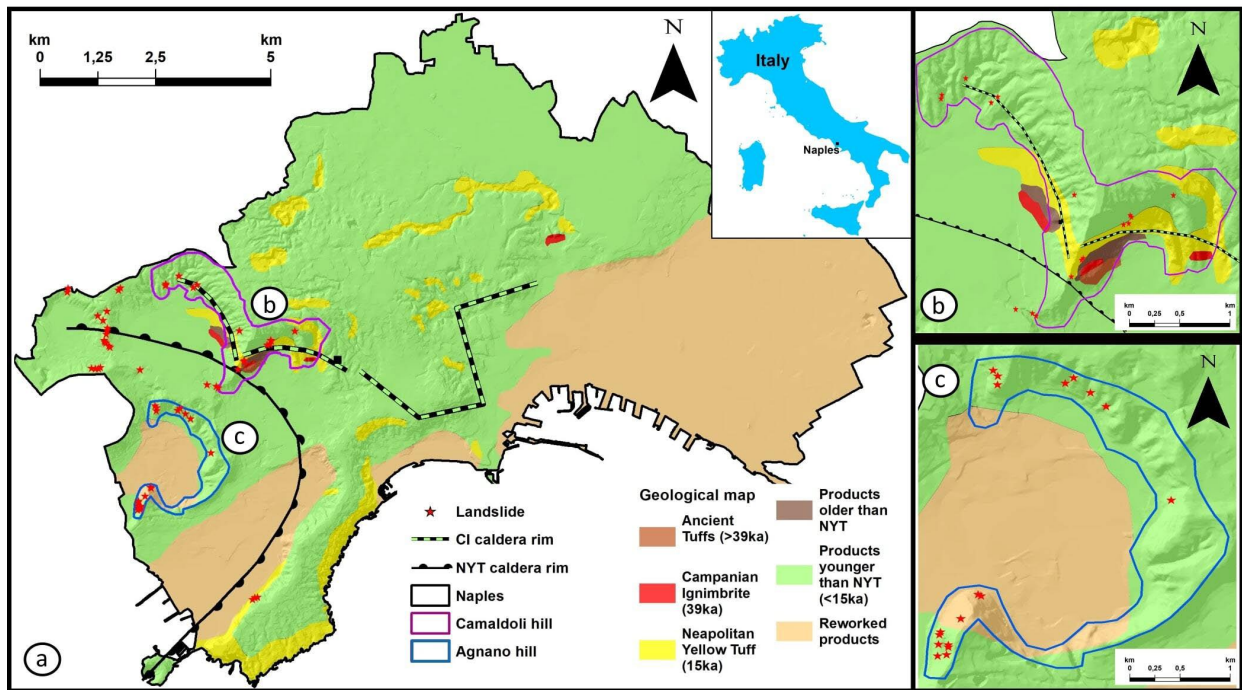 km
0
1,25
2,5
5
N
Italy
Naples
b
c
a
Landslide
CI caldera rim
NYT caldera rim
Naples
Camaldoli hill
Agnano hill
Geological map
Ancient
Tuffs (>39ka)
Campanian
Ignimbrite
(39ka)
Neapolitan
Yellow Tuff
(15ka)
Products
older than
NYT
Products
younger
than NYT
(<15ka)
Reworked
products
N
b
km
0
0,25
0,5
1
c
N
km
0
0,25
0,5
1